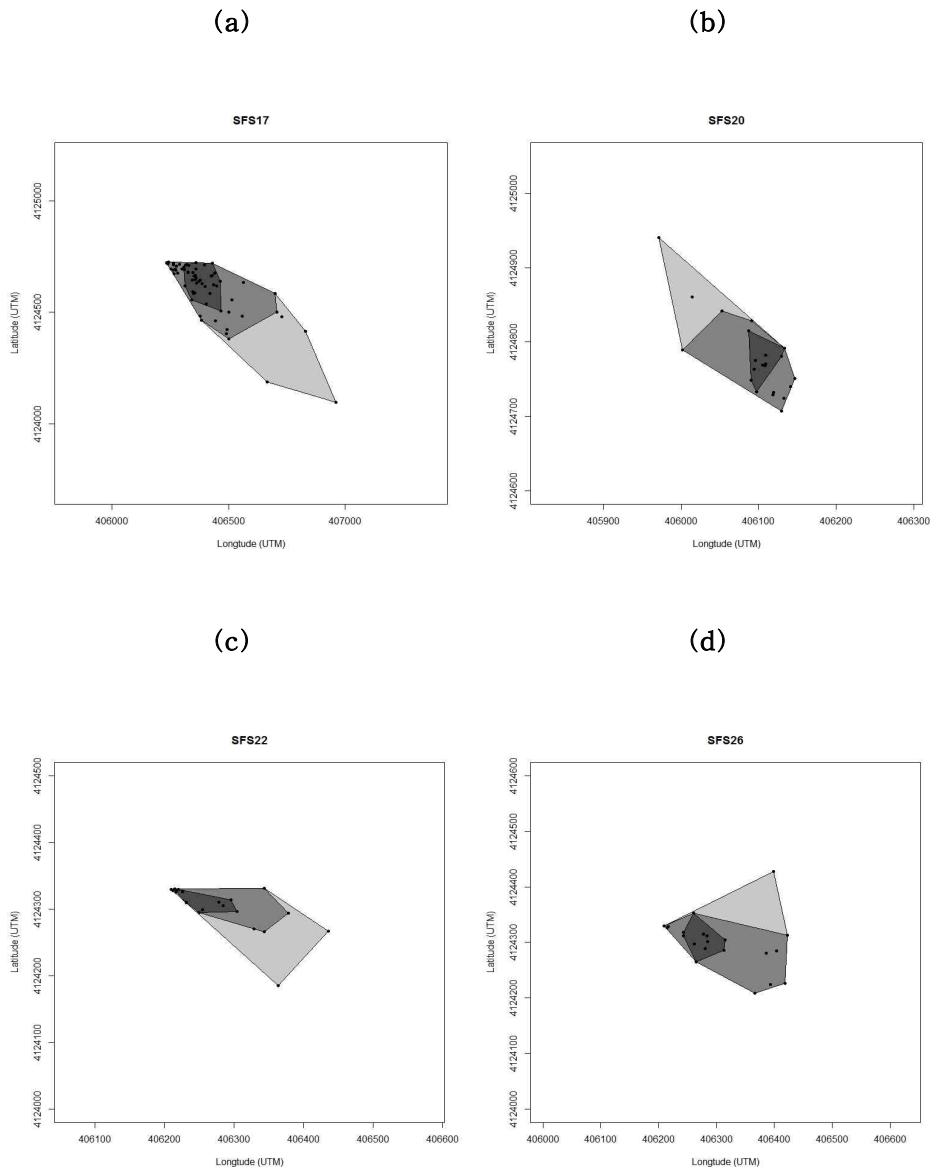 (a)
(b)
SFS17
SFS20
Latitude (UTM)
4124000
4124500
4125000
406000
406500
407000
Longtude (UTM)
Latitude (UTM)
4124600
4124700
4124800
4124900
4125000
405900
406000
406100
406200
406300
Longtude (UTM)
(c)
(d)
SFS22
SFS26
Latitude (UTM)
4124000
4124100
4124200
4124300
4124400
4124500
406100
406200
406300
406400
406500
406600
Longtude (UTM)
Latitude (UTM)
4124000
4124100
4124200
4124300
4124400
4124500
4124600
406000
406100
406200
406300
406400
406500
406600
Longtude (UTM)